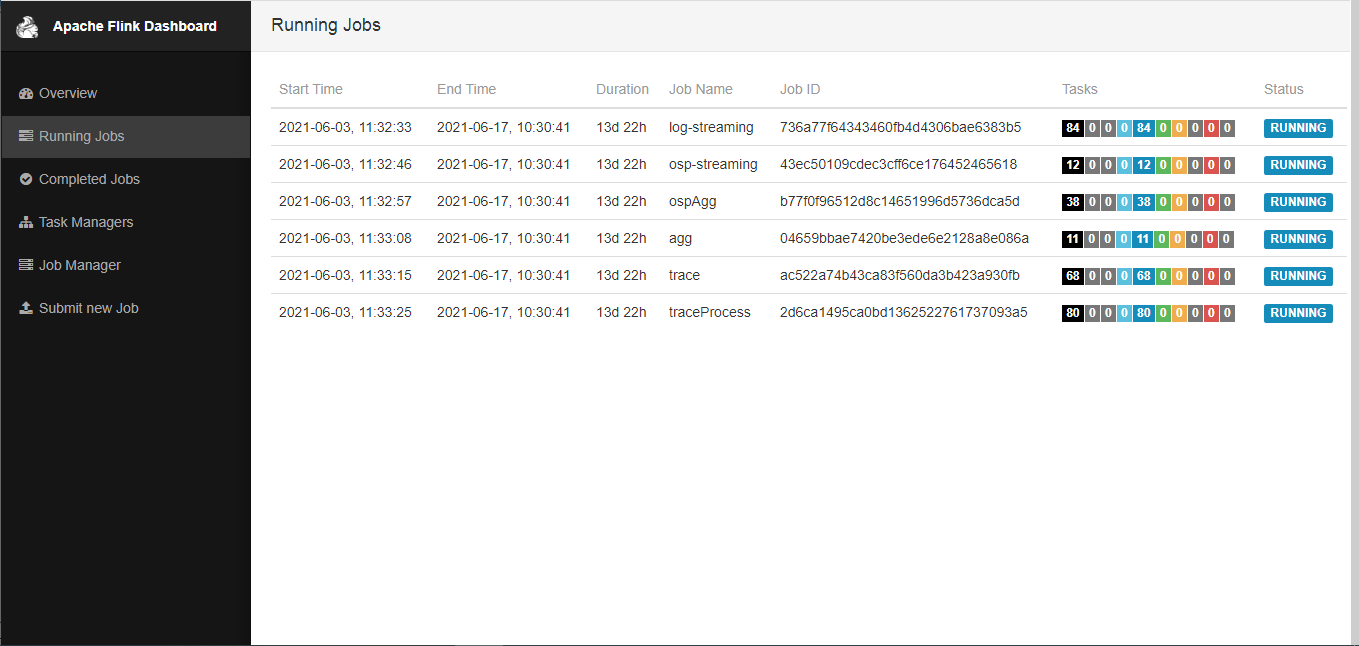 Apache Flink Dashboard
Running Jobs
Overview
Running Jobs
Completed Jobs
Task Managers
Job Manager
Submit new Job
Start Time End Time Duration Job Name Job ID Tasks Status
2021-06-03, 11:32:33 2021-06-17, 10:30:41 13d 22h log-streaming 736a77f64343460fb4d4306bae6383b5 84 0 0 0 84 0 0 0 0 0 RUNNING
2021-06-03, 11:32:46 2021-06-17, 10:30:41 13d 22h osp-streaming 43ec50109cdec3cff6ce176452465618 12 0 0 0 12 0 0 0 0 0 RUNNING
2021-06-03, 11:32:57 2021-06-17, 10:30:41 13d 22h ospAgg b77f0f96512d8c14651996d5736dca5d 38 0 0 0 38 0 0 0 0 0 RUNNING
2021-06-03, 11:33:08 2021-06-17, 10:30:41 13d 22h agg 04659bbae7420be3ede6e2128a8e086a 11 0 0 0 11 0 0 0 0 0 RUNNING
2021-06-03, 11:33:15 2021-06-17, 10:30:41 13d 22h trace ac522a74b43ca83f560da3b423a930fb 68 0 0 0 68 0 0 0 0 0 RUNNING
2021-06-03, 11:33:25 2021-06-17, 10:30:41 13d 22h traceProcess 2d6ca1495ca0bd1362522761737093a5 80 0 0 0 80 0 0 0 0 0 RUNNING